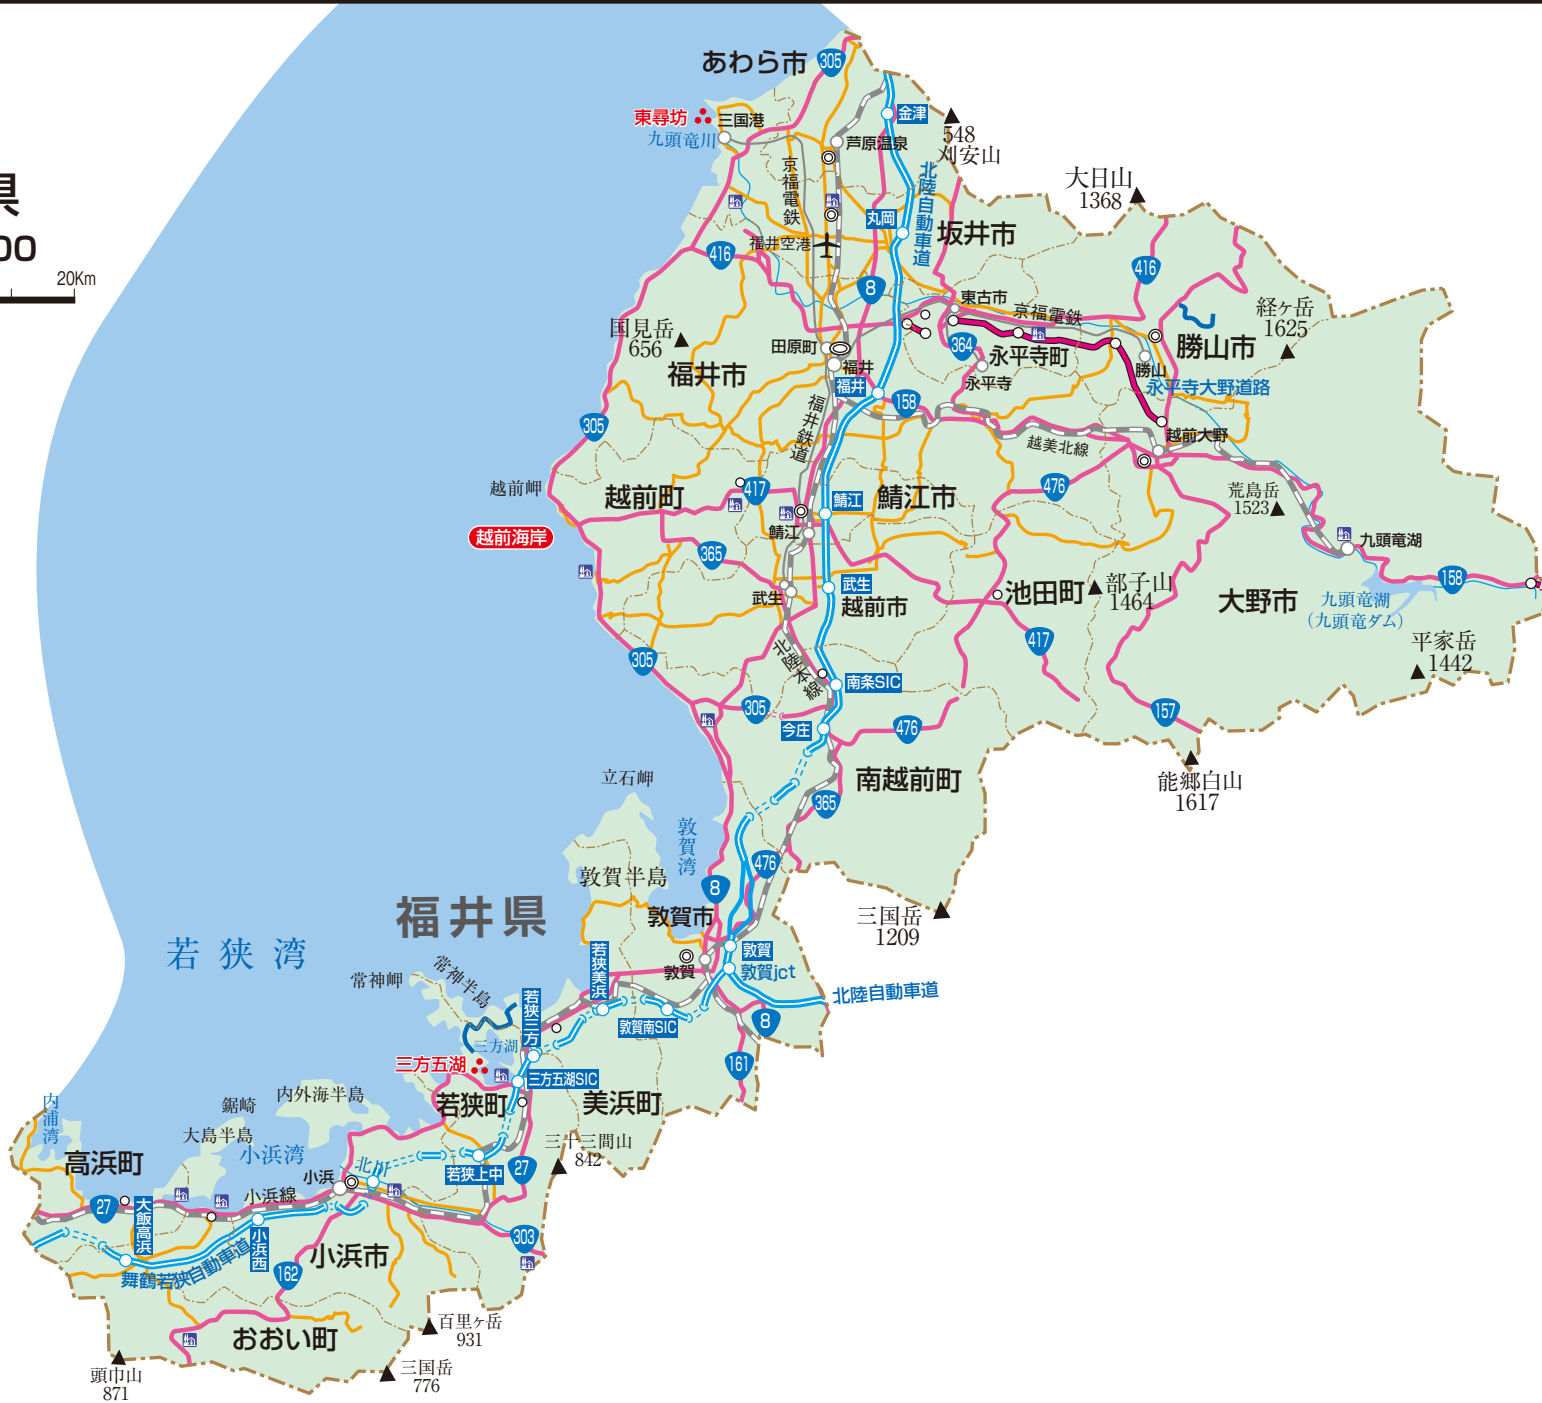 県
00
20Km
あわら市
305
東尋坊
三国港
九頭竜川
金津
548
刈安山
芦原温泉
京福電鉄
北陸自動車道
大日山
1368
丸岡
坂井市
福井空港
416
416
8
東古市
京福電鉄
経ヶ岳
1625
国見岳
656
田原町
364
永平寺町
勝山市
福井市
福井
永平寺
勝山
福井
158
永平寺大野道路
305
福井鉄道
越美北線
越前大野
越前岬
越前町
417
鯖江
鯖江市
476
荒島岳
1523
越前海岸
鯖江
九頭竜湖
365
武生
武生
越前市
池田町
部子山
1464
大野市
九頭竜湖
(九頭竜ダム)
158
305
北陸本線
417
平家岳
1442
南条SIC
305
今庄
476
157
立石岬
南越前町
能郷白山
1617
365
敦賀湾
476
敦賀半島
8
福井県
敦賀市
三国岳
1209
若狭湾
若狭美浜
敦賀
敦賀
敦賀jct
常神岬
常神半島
北陸自動車道
若狭三方
敦賀南SIC
8
三方湖
三方五湖
三方五湖SIC
161
内外海半島
鋸崎
若狭町
美浜町
内浦湾
大島半島
小浜湾
三十三間山
842
高浜町
北川
小浜
若狭上中
27
小浜線
27
大飯高浜
小浜西
303
舞鶴若狭自動車道
小浜市
162
おおい町
百里ヶ岳
931
頭巾山
871
三国岳
776